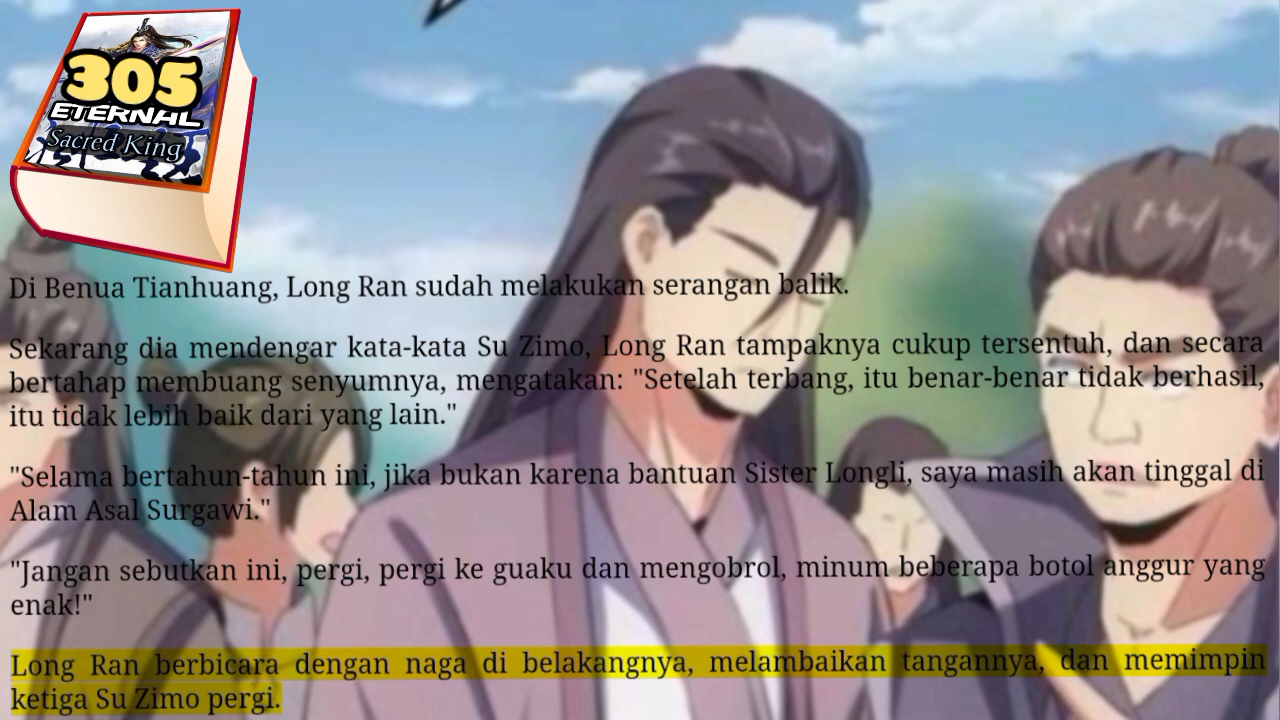 305
ETERNAL
Sacred King
Di Benua Tianhuang, Long Ran sudah melakukan serangan balik.
Sekarang dia mendengar kata-kata Su Zimo, Long Ran tampaknya cukup tersentuh, dan secara
bertahap membuang senyumnya, mengatakan: "Setelah terbang, itu benar-benar tidak berhasil,
itu tidak lebih baik dari yang lain."
"Selama bertahun-tahun ini, jika bukan karena bantuan Sister Longli, saya masih akan tinggal di
Alam Asal Surgawi."
"Jangan sebutkan ini, pergi, pergi ke guaku dan mengobrol, minum beberapa botol anggur yang
enak!"
Long Ran berbicara dengan naga di belakangnya, melambaikan tangannya, dan memimpin
ketiga Su Zimo pergi.